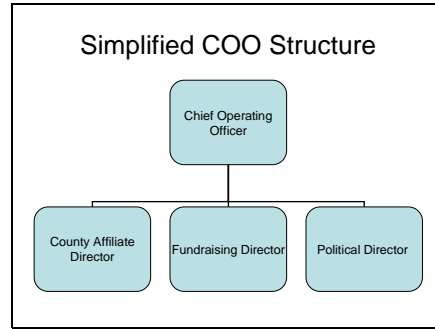 Simplified COO Structure
Chief Operating
Officer
County Affiliate
Director
Fundraising Director
Political Director